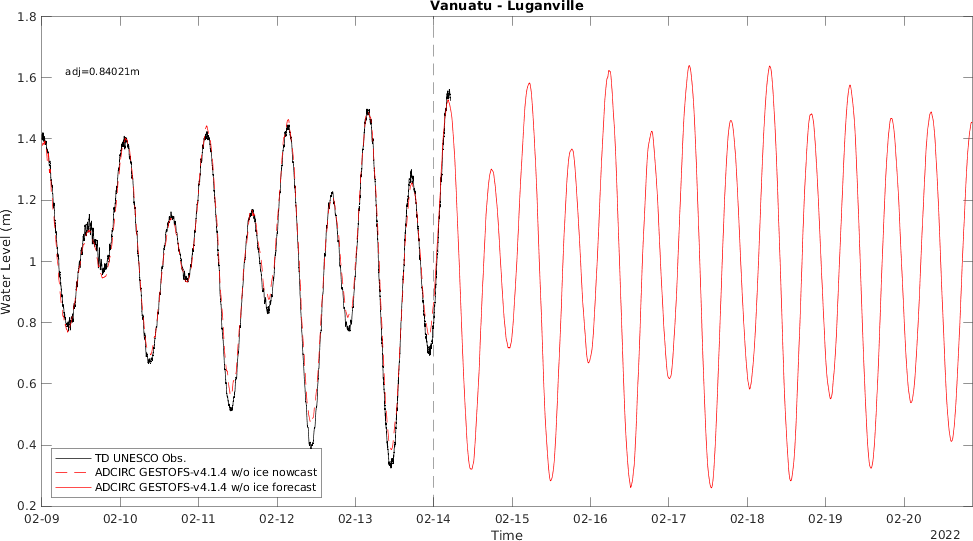 Vanuatu - Luganville
adj=0.84021m
Water Level (m)
1.8
1.6
1.4
1.2
1
0.8
0.6
0.4
0.2
TD UNESCO Obs.
ADCIRC GESTOFS-v4.1.4 w/o ice nowcast
ADCIRC GESTOFS-v4.1.4 w/o ice forecast
02-09 02-10 02-11 02-12 02-13 02-14 02-15 02-16 02-17 02-18 02-19 02-20
Time
2022